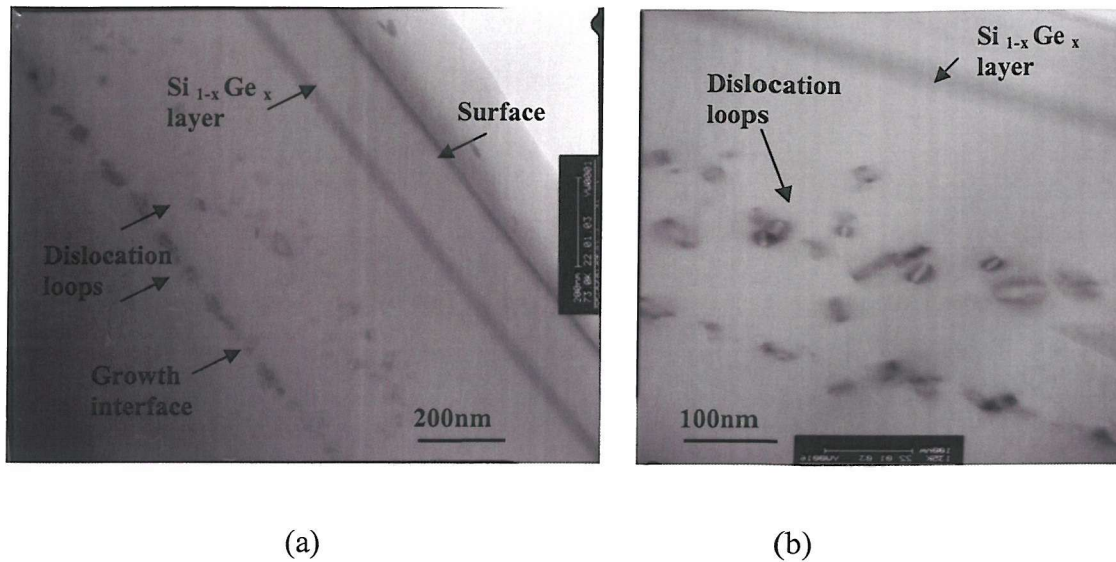 Si 1-x Ge x
layer
Surface
Dislocation
loops
Growth
interface
200nm
Si 1-x Ge x
layer
Dislocation
loops
100nm
(a)
(b)